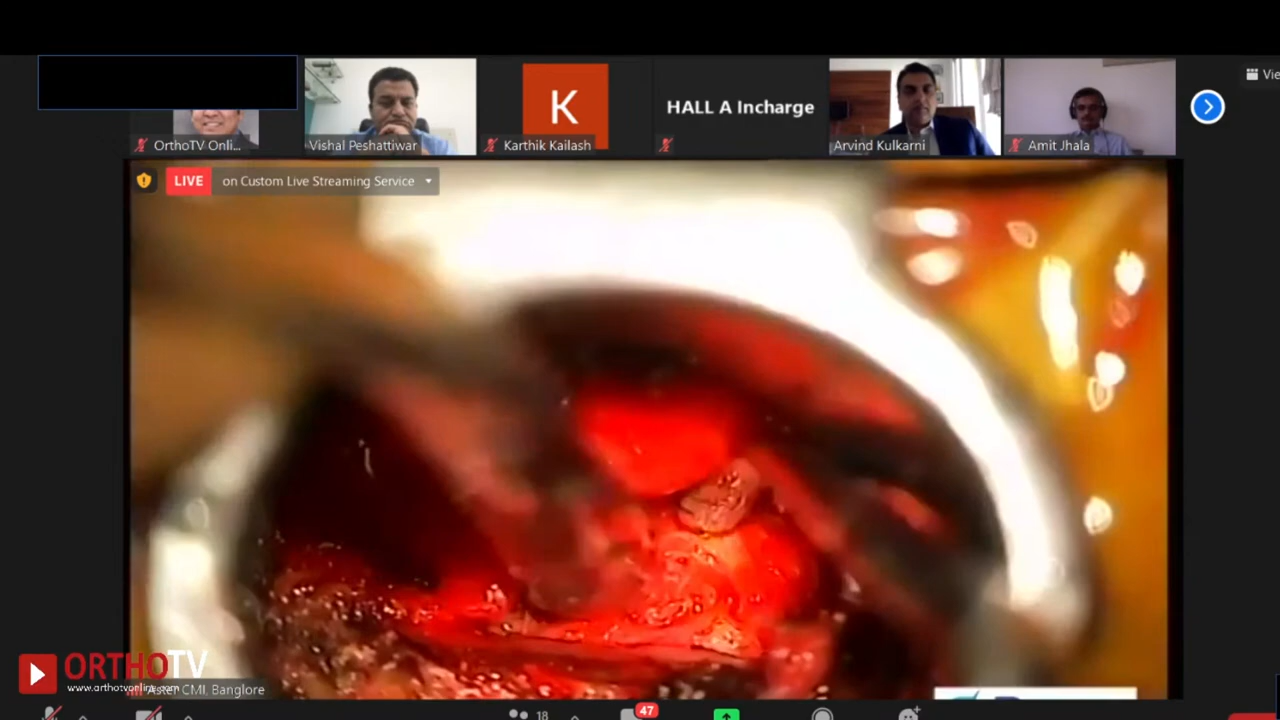 Vie
OrthoTV Onli...
Vishal Peshattiwar
K
Karthik Kailash
HALL A Incharge
Arvind Kulkarni
Amit Jhala
LIVE on Custom Live Streaming Service
ORTHOTV
www.orthotvonline.com
Aster CMI, Banglore
18
47